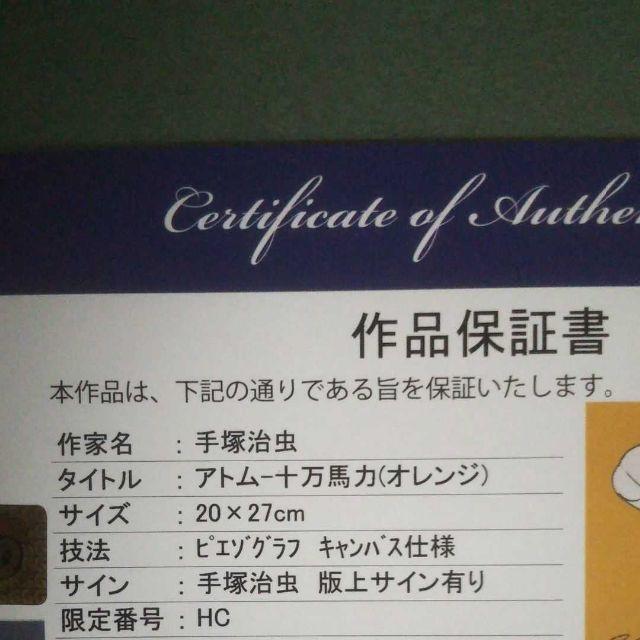 Certificate of
作品保証書
本作品は、下記の通りである旨を保証いたします。
作家名 : 手塚治虫
タイトル : アトム-十万馬力(オレンジ)
サイズ : 20×27cm
技法 : ﾋﾟｴｿﾞｸﾞﾗﾌ ｷｬﾝﾊﾞｽ仕様
サイン : 手塚治虫 版上サイン有り
限定番号 : HC